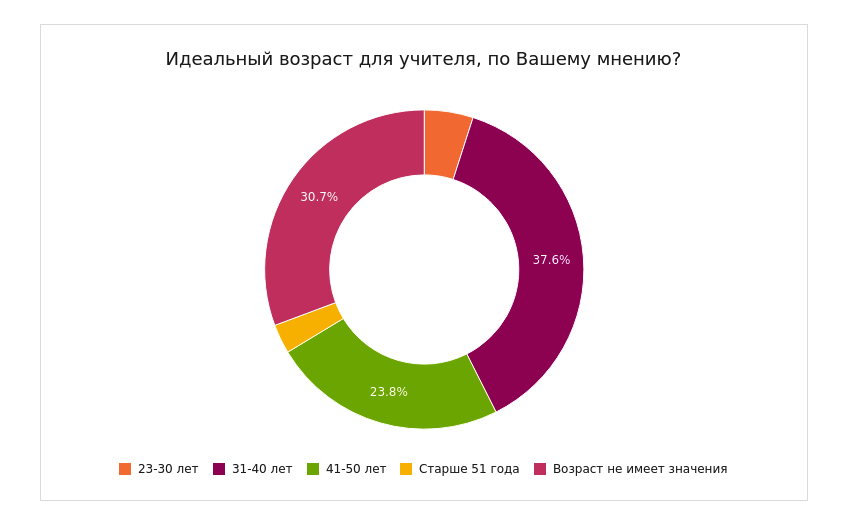 Идеальный возраст для учителя, по Вашему мнению?
30.7%
37.6%
23.8%
23-30 лет
31-40 лет
41-50 лет
Старше 51 года
Возраст не имеет значения